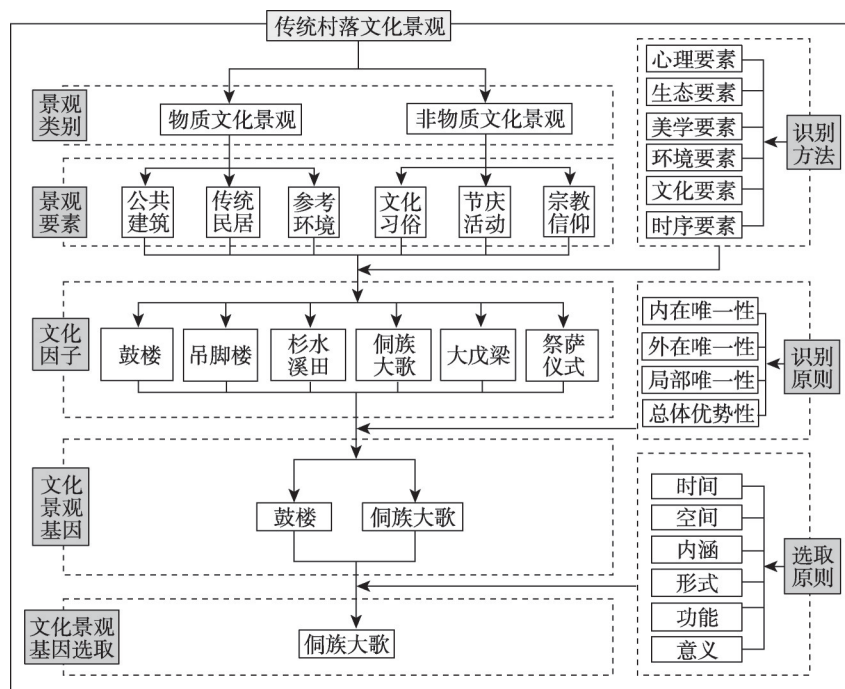 传统村落文化景观
景观
类别
物质文化景观
非物质文化景观
景观
要素
公共
建筑
传统
民居
参考
环境
文化
习俗
节庆
活动
宗教
信仰
心理要素
生态要素
美学要素
环境要素
文化要素
时序要素
识别
方法
文化
因子
鼓楼
吊脚楼
杉水
溪田
侗族
大歌
大戊梁
祭萨
仪式
内在唯一性
外在唯一性
局部唯一性
总体优势性
识别
原则
文化
景观
基因
鼓楼
侗族大歌
时间
空间
内涵
形式
功能
意义
选取
原则
文化景观
基因选取
侗族大歌